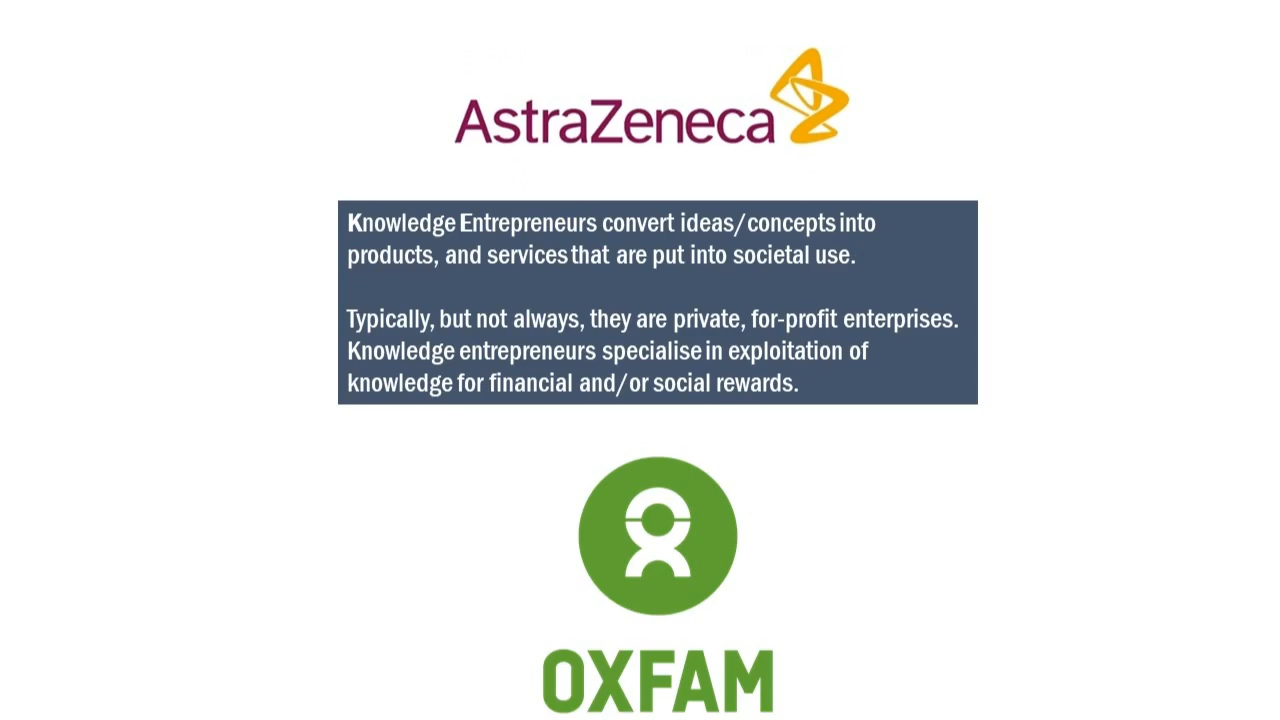 AstraZeneca
Knowledge Entrepreneurs convert ideas/concepts into
products, and services that are put into societal use.
Typically, but not always, they are private, for-profit enterprises.
Knowledge entrepreneurs specialise in exploitation of
knowledge for financial and/or social rewards.
OXFAM